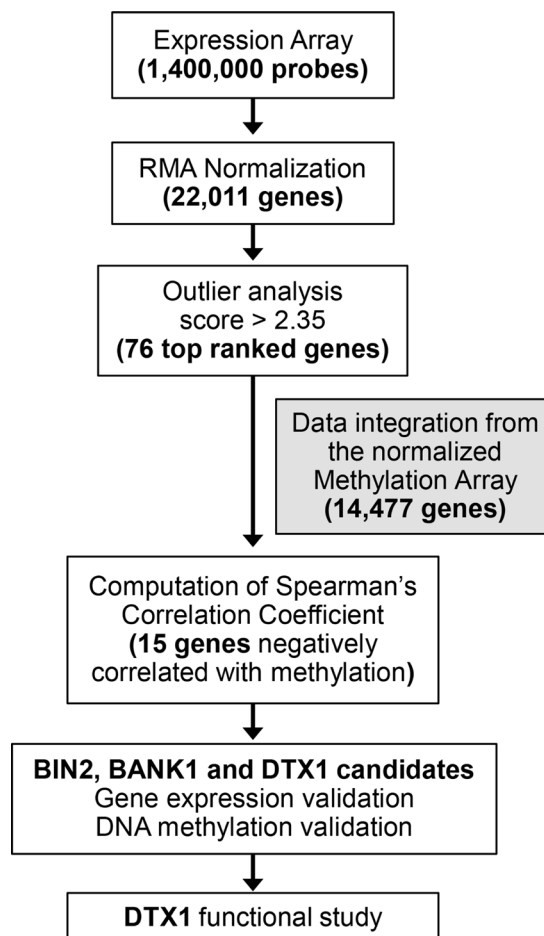 Expression Array
(1,400,000 probes)
RMA Normalization
(22,011 genes)
Outlier analysis
score > 2.35
(76 top ranked genes)
Data integration from
the normalized
Methylation Array
(14,477 genes)
Computation of Spearman’s
Correlation Coefficient
(15 genes negatively
correlated with methylation)
BIN2, BANK1 and DTX1 candidates
Gene expression validation
DNA methylation validation
DTX1 functional study